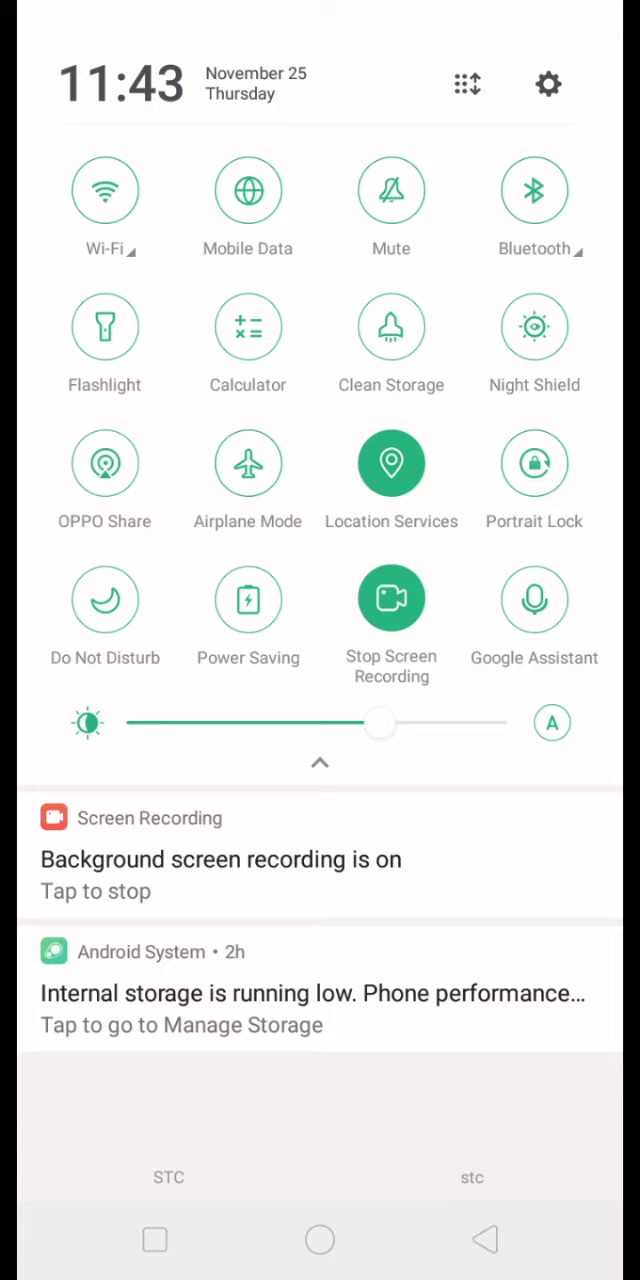 11:43
November 25
Thursday
Wi-Fi
Mobile Data
Mute
Bluetooth
Flashlight
Calculator
Clean Storage
Night Shield
OPPO Share
Airplane Mode
Location Services
Portrait Lock
Do Not Disturb
Power Saving
Stop Screen
Recording
Google Assistant
A
Screen Recording
Background screen recording is on
Tap to stop
Android System • 2h
Internal storage is running low. Phone performance...
Tap to go to Manage Storage
STC
stc